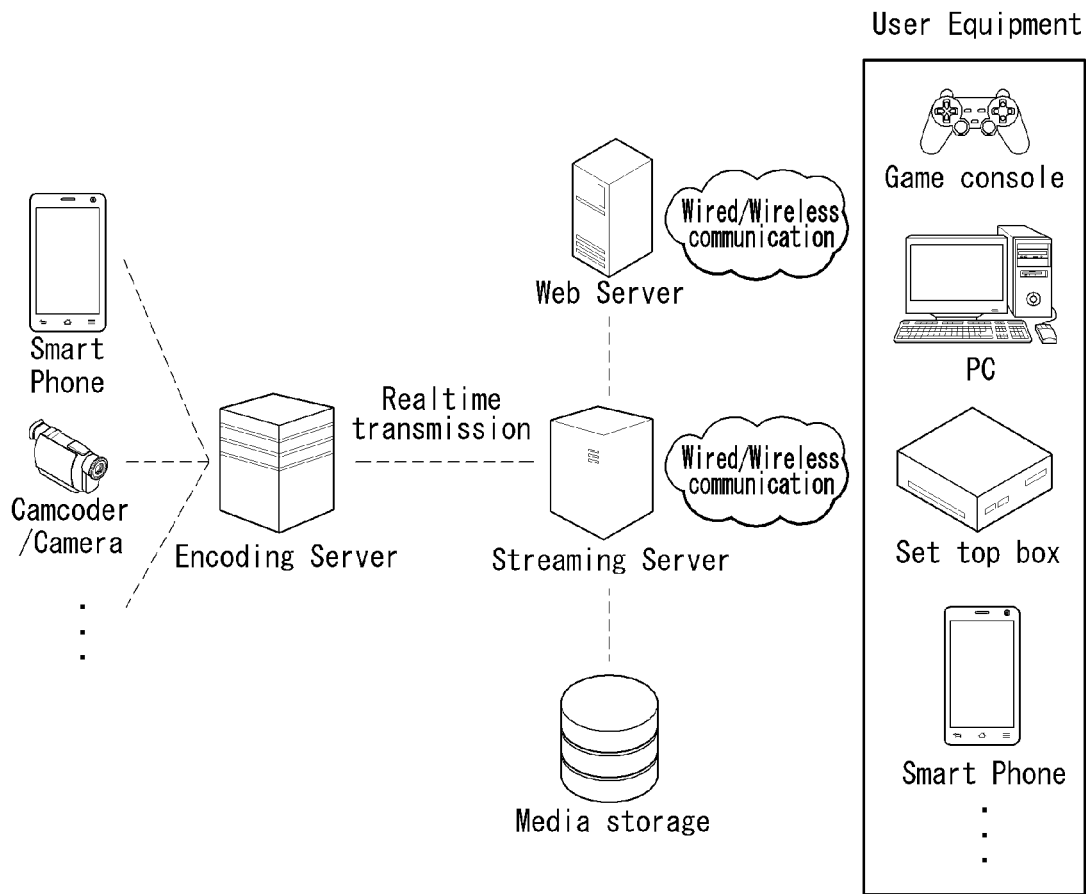 User Equipment
Game console
Wired/Wireless
communication
Web Server
Smart
Phone
PC
Realtime
transmission
Wired/Wireless
communication
Camcoder
/Camera
Encoding Server
Streaming Server
Set top box
Smart Phone
Media storage